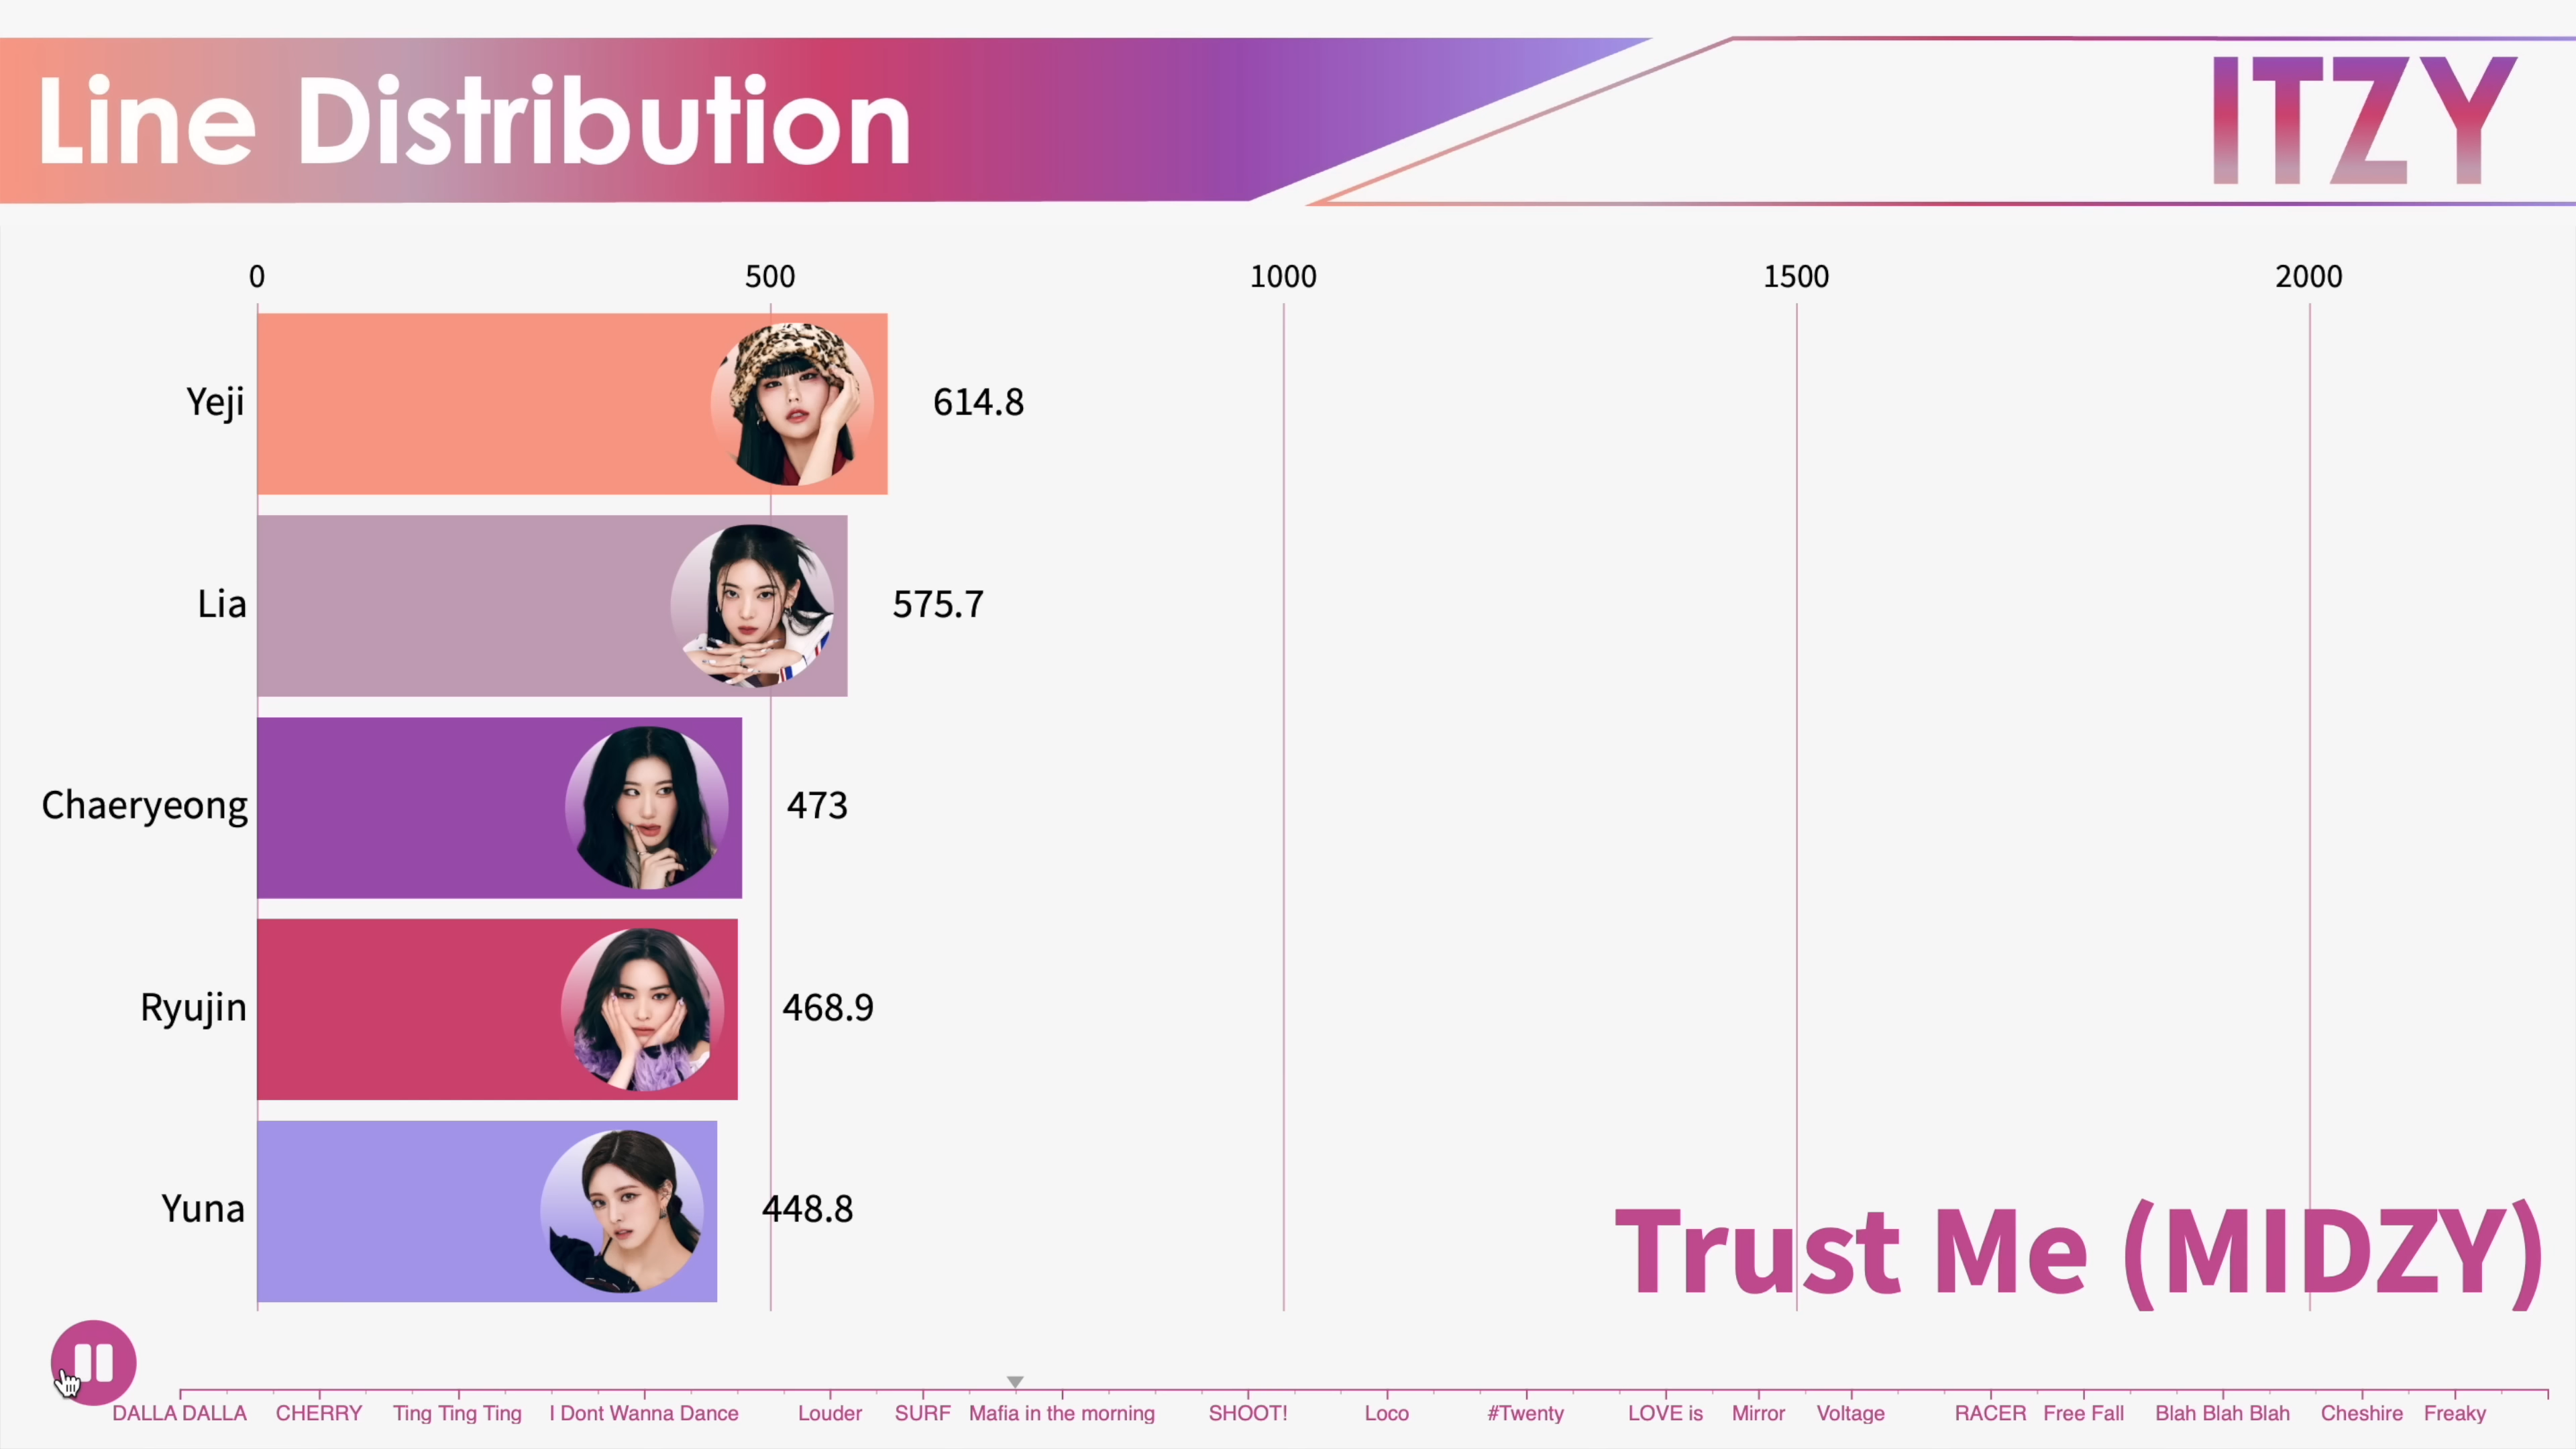 Line Distribution
ITZY
0 500 1000 1500 2000
Yeji 614.8
Lia 575.7
Chaeryeong 473
Ryujin 468.9
Yuna 448.8
Trust Me (MIDZY)
DALLA DALLA CHERRY Ting Ting Ting I Dont Wanna Dance Louder SURF Mafia in the morning SHOOT! Loco #Twenty LOVE is Mirror Voltage RACER Free Fall Blah Blah Blah Cheshire Freaky